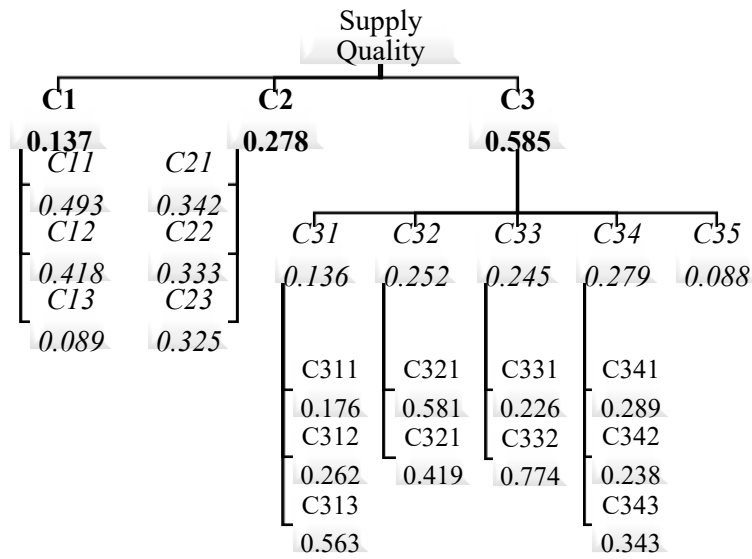 Supply
Quality
C1 C2 C3
0.137 0.278 0.585
C11 C21
0.493 0.342
C12 C22
0.418 0.333
C13 C23
0.089 0.325
C31 C32 C33 C34 C35
0.136 0.252 0.245 0.279 0.088
C311 C321 C331 C341
0.176 0.581 0.226 0.289
C312 C321 C332 C342
0.262 0.419 0.774 0.238
C313 C343
0.563 0.343